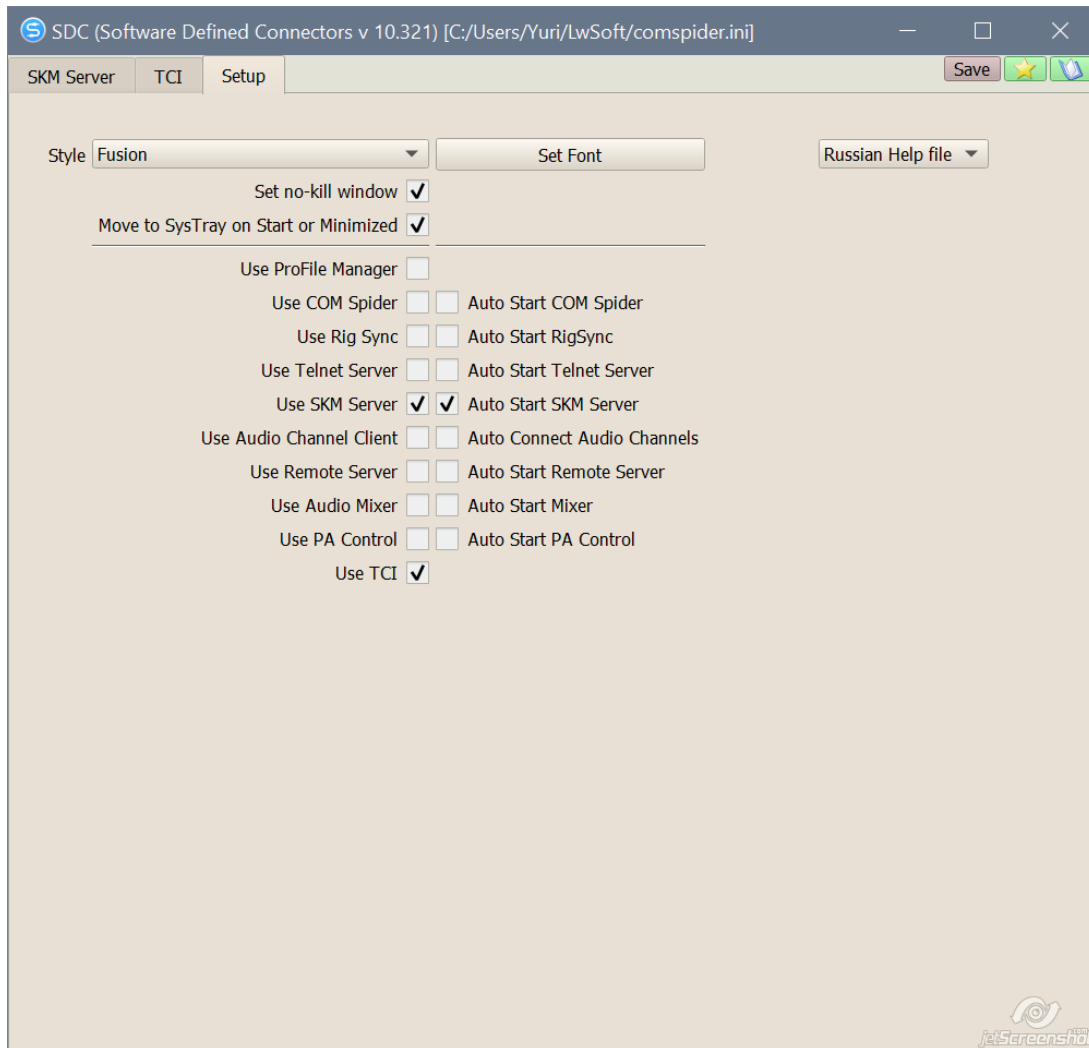 SDC (Software Defined Connectors v 10.321) [C:/Users/Yuri/LwSoft/comspider.ini]
SKM Server TCI Setup Save
Style Fusion Set Font Russian Help file
Set no-kill window
Move to SysTray on Start or Minimized
Use ProFile Manager
Use COM Spider Auto Start COM Spider
Use Rig Sync Auto Start RigSync
Use Telnet Server Auto Start Telnet Server
Use SKM Server Auto Start SKM Server
Use Audio Channel Client Auto Connect Audio Channels
Use Remote Server Auto Start Remote Server
Use Audio Mixer Auto Start Mixer
Use PA Control Auto Start PA Control
Use TCI